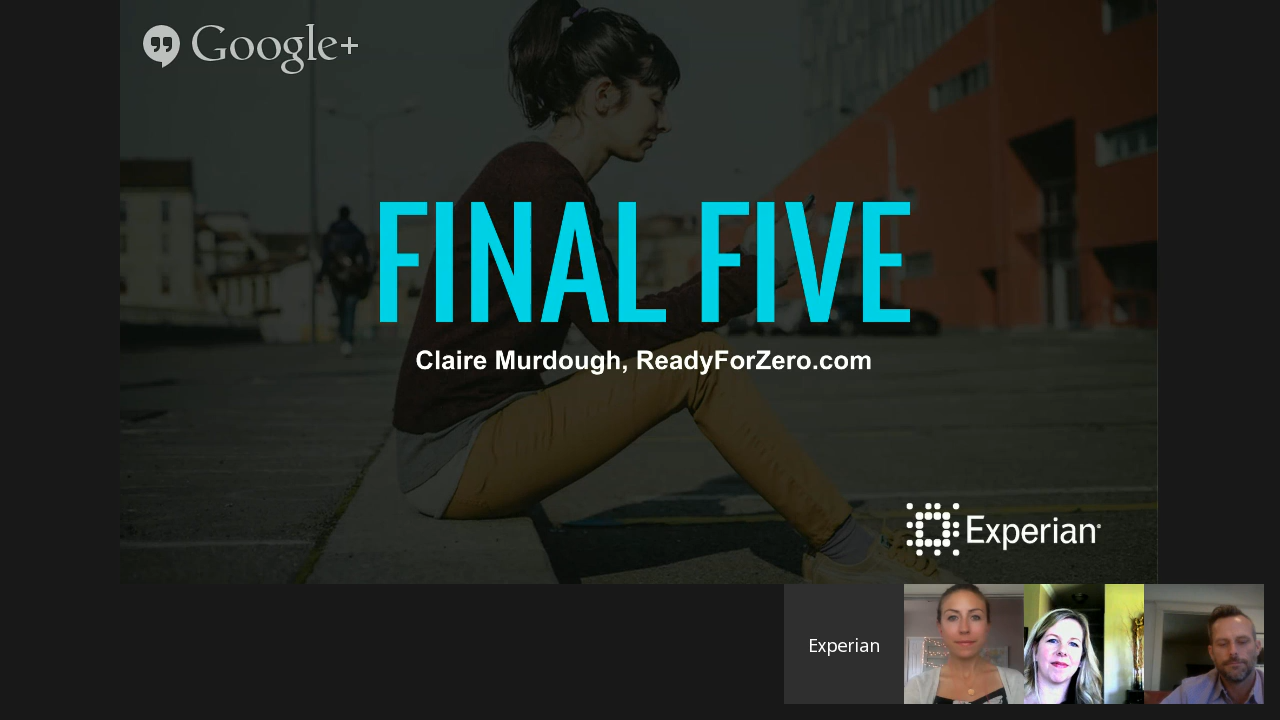 Google+
FINAL FIVE
Claire Murdough, ReadyForZero.com
Experian
Experian